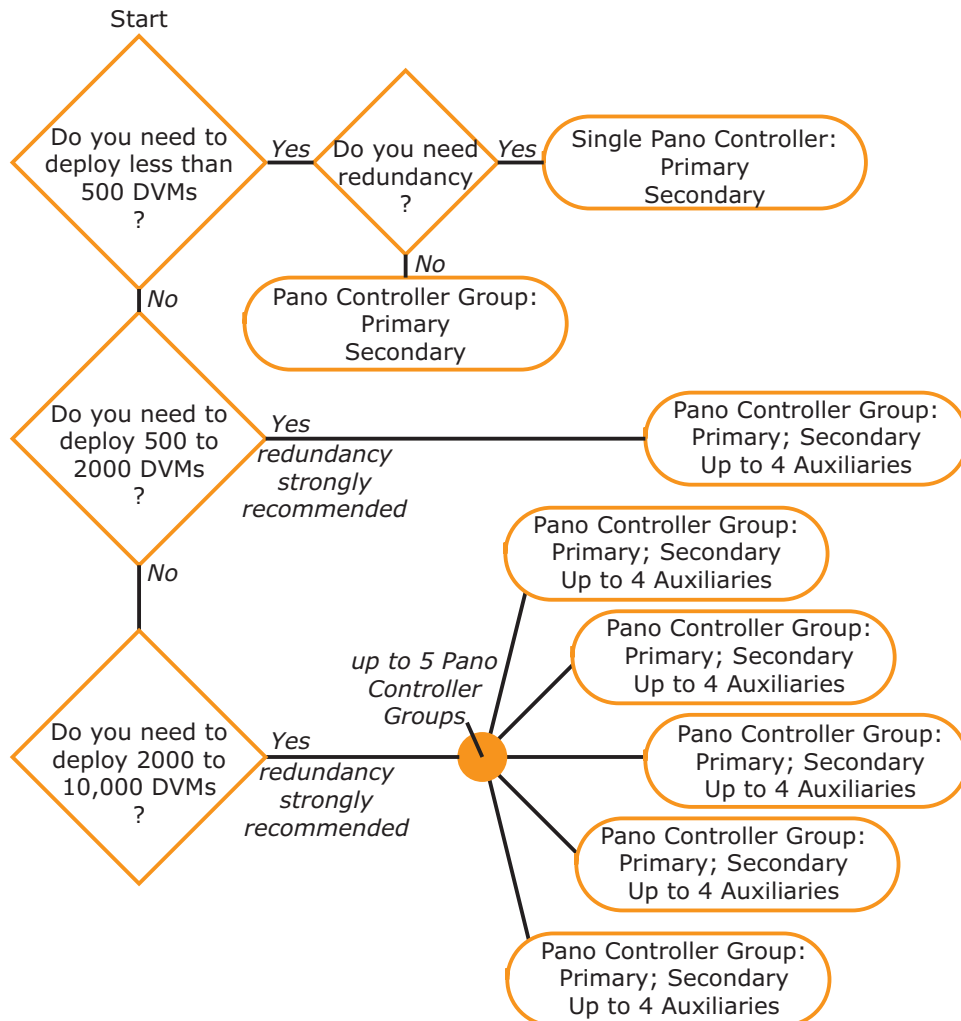 Start
Do you need to
deploy less than
500 DVMs
?
Yes
Do you need
redundancy
?
Yes
Single Pano Controller:
Primary
Secondary
No
Pano Controller Group:
Primary
Secondary
No
Do you need to
deploy 500 to
2000 DVMs
?
Yes
redundancy
strongly
recommended
Pano Controller Group:
Primary; Secondary
Up to 4 Auxiliaries
No
Do you need to
deploy 2000 to
10,000 DVMs
?
Yes
redundancy
strongly
recommended
up to 5 Pano
Controller
Groups
Pano Controller Group:
Primary; Secondary
Up to 4 Auxiliaries
Pano Controller Group:
Primary; Secondary
Up to 4 Auxiliaries
Pano Controller Group:
Primary; Secondary
Up to 4 Auxiliaries
Pano Controller Group:
Primary; Secondary
Up to 4 Auxiliaries
Pano Controller Group:
Primary; Secondary
Up to 4 Auxiliaries